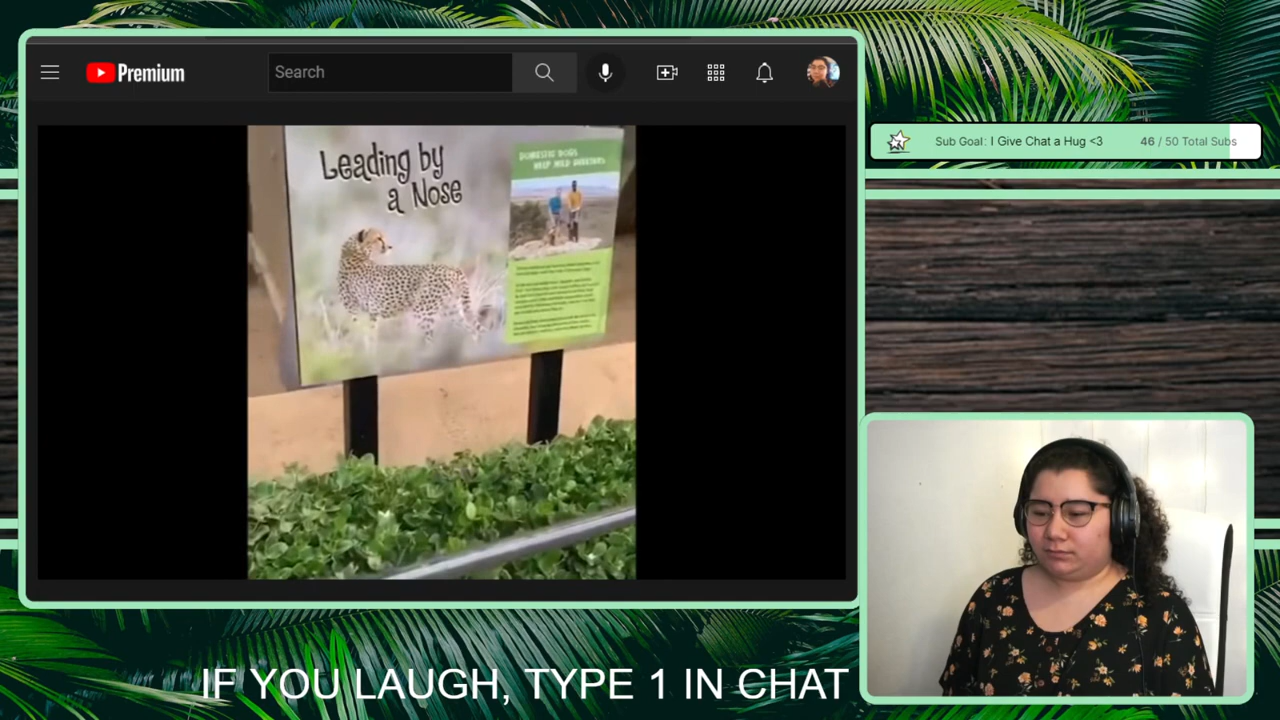 Premium
Search
Leading by
a Nose
DOMESTIC DOGS
HELP WILD CHEETAHS
Sub Goal: I Give Chat a Hug <3
46 / 50 Total Subs
IF YOU LAUGH, TYPE 1 IN CHAT